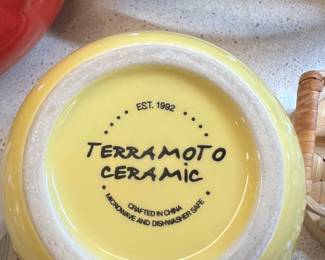 EST. 1992
TERRAMOTO
CERAMIC
CRAFTED IN CHINA
• MICROWAVE AND DISHWASHER SAFE •